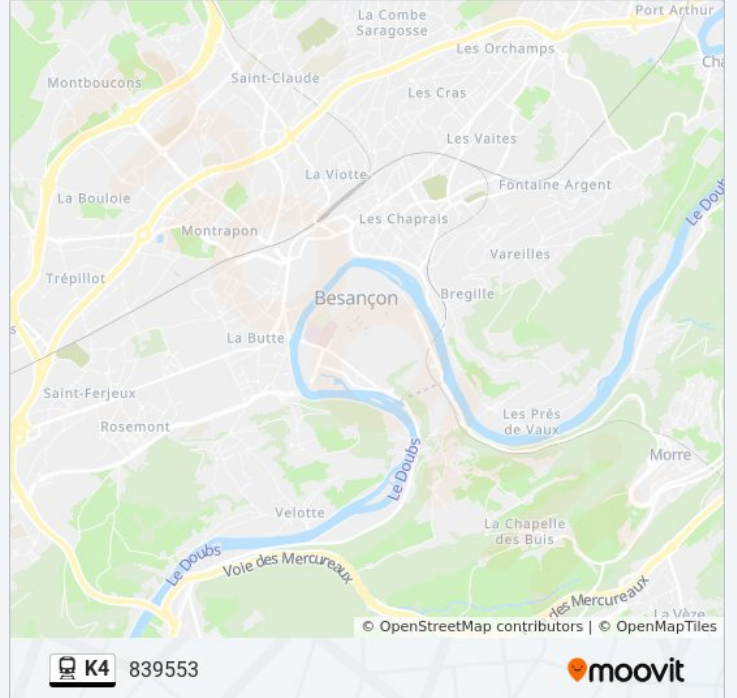 Port Arthur
La Combe
Saragosse
Les Orchamps
Montboucons
Saint-Claude
Les Cras
Les Vaites
La Viotte
Fontaine Argent
La Bouloie
Les Chaprais
Le Doubs
Montrapon
Vareilles
Trépillot
Besançon
Bregille
La Butte
Saint-Ferjeux
Les Prés
de Vaux
Rosemont
Morre
Le Doubs
Velotte
La Chapelle
des Buis
Le Doubs
Voie des Mercureaux
des Mercureaux
La Vèze
© OpenStreetMap contributors | © OpenMapTiles
K4 839553
moovit